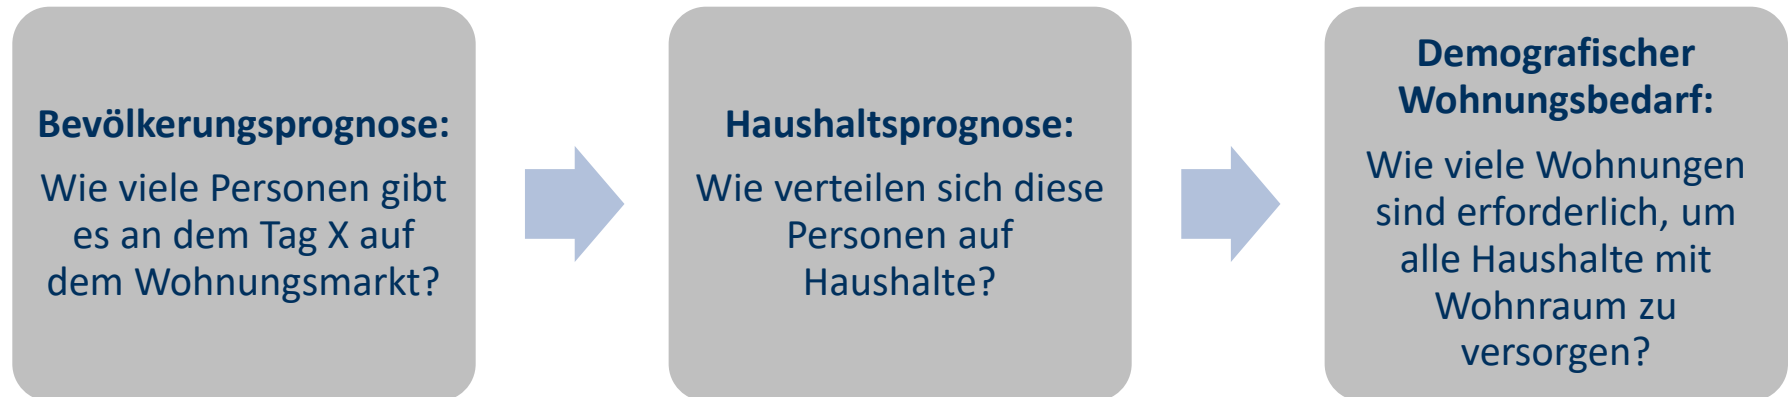 Bevölkerungsprognose:
Wie viele Personen gibt
es an dem Tag X auf
dem Wohnungsmarkt?
Haushaltsprognose:
Wie verteilen sich diese
Personen auf
Haushalte?
Demografischer
Wohnungsbedarf:
Wie viele Wohnungen
sind erforderlich, um
alle Haushalte mit
Wohnraum zu
versorgen?